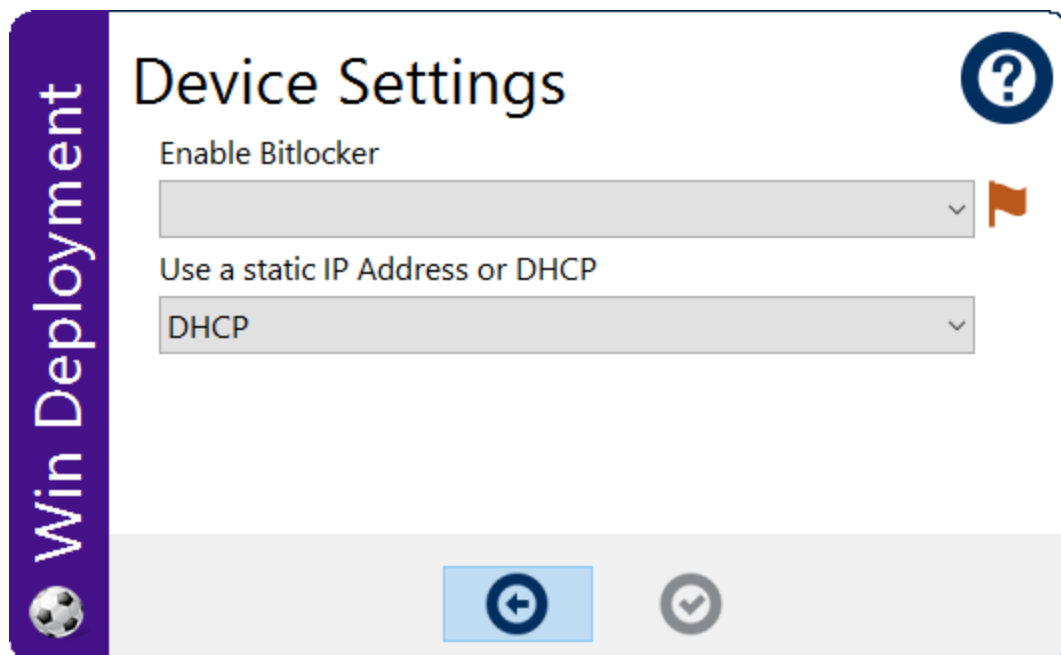 Win Deployment
Device Settings
Enable Bitlocker
Use a static IP Address or DHCP
DHCP